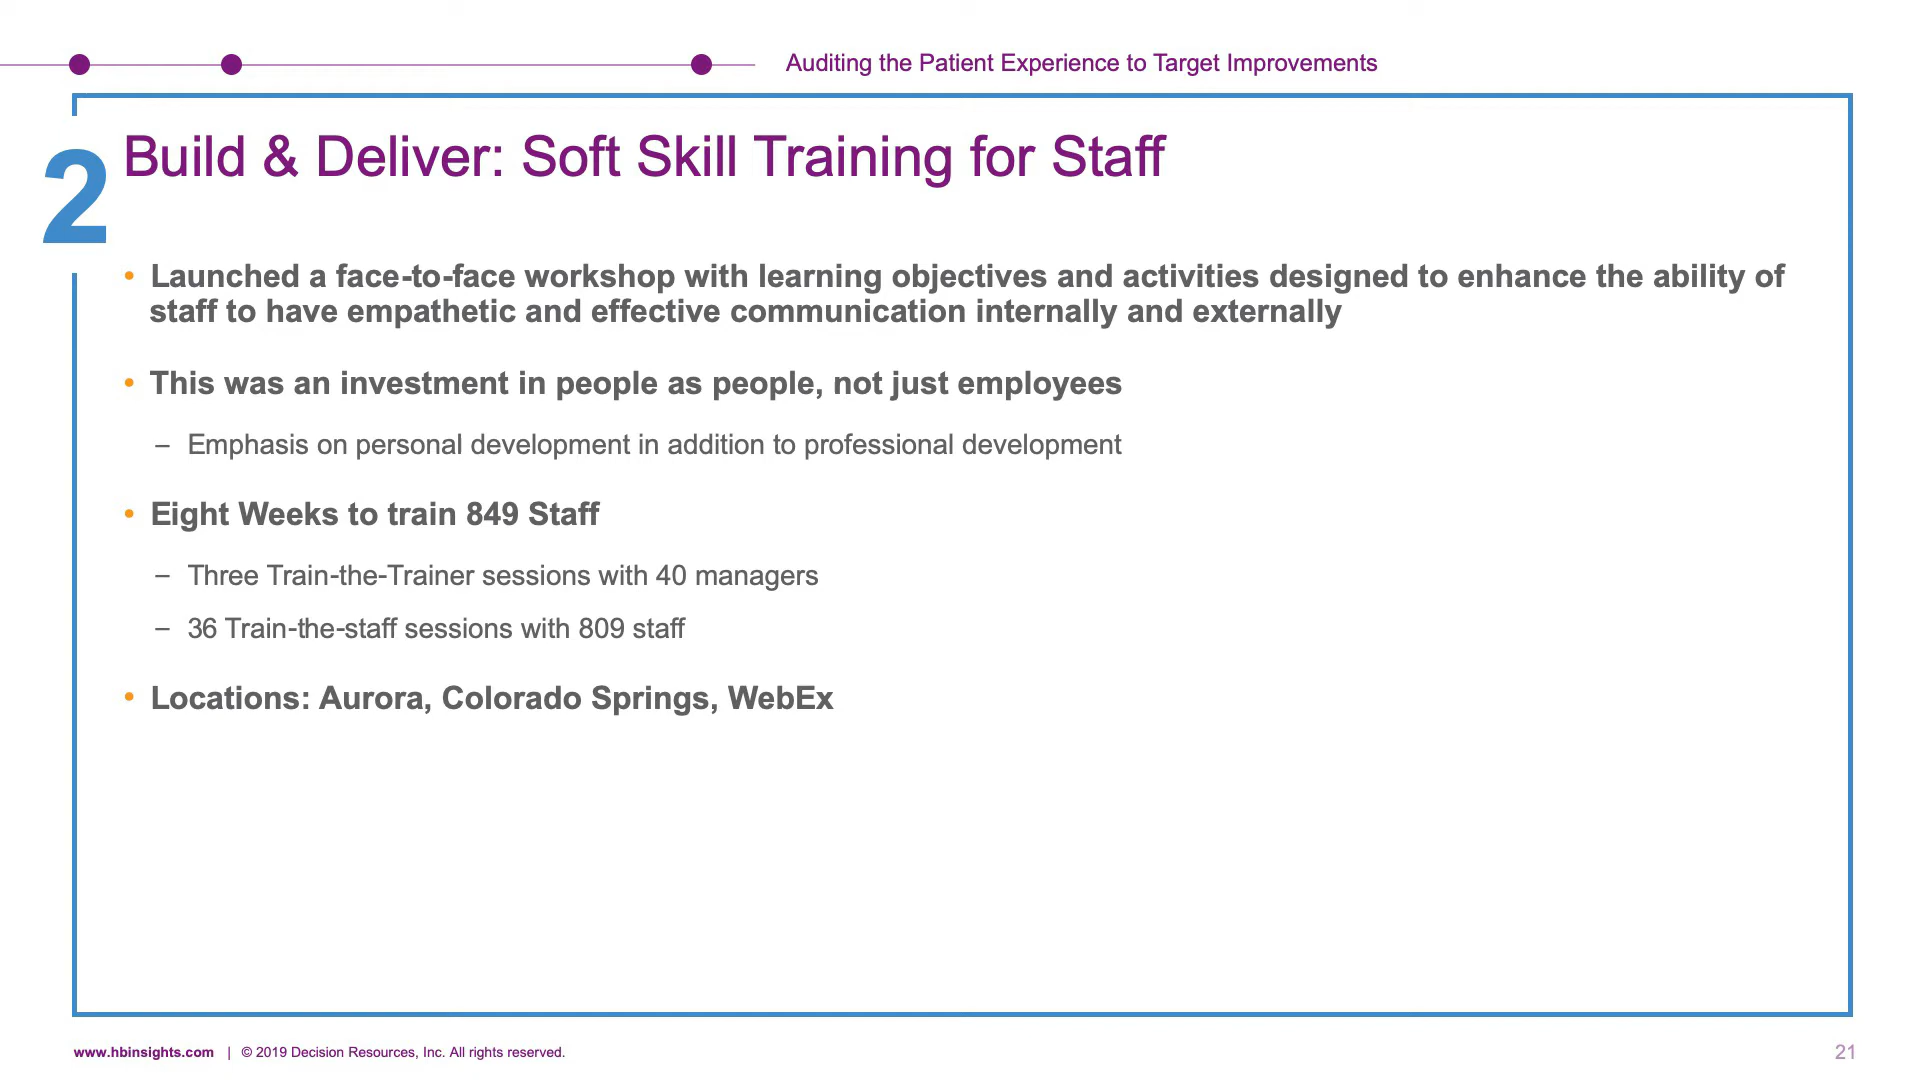 Auditing the Patient Experience to Target Improvements
2
Build & Deliver: Soft Skill Training for Staff
• Launched a face-to-face workshop with learning objectives and activities designed to enhance the ability of
staff to have empathetic and effective communication internally and externally
• This was an investment in people as people, not just employees
– Emphasis on personal development in addition to professional development
• Eight Weeks to train 849 Staff
– Three Train-the-Trainer sessions with 40 managers
– 36 Train-the-staff sessions with 809 staff
• Locations: Aurora, Colorado Springs, WebEx
www.hbinsights.com | © 2019 Decision Resources, Inc. All rights reserved.
21